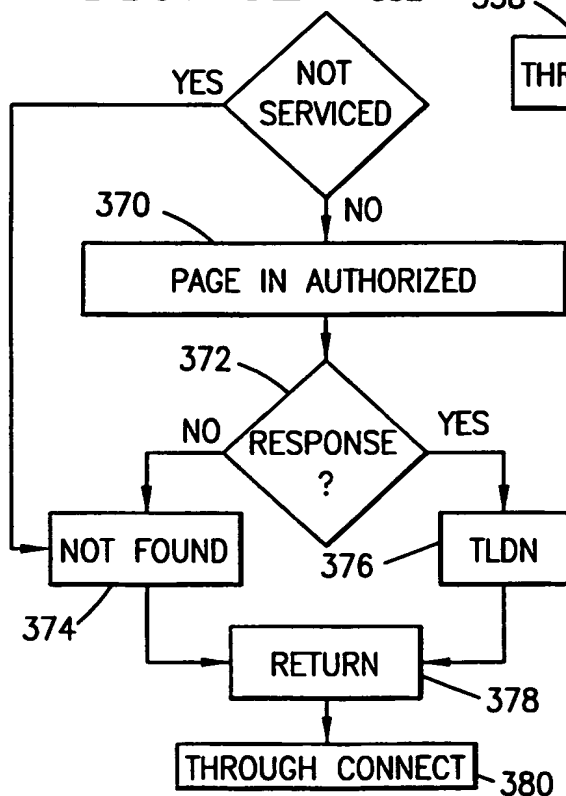 YES
NOT
SERVICED
THR
370
NO
PAGE IN AUTHORIZED
372
NO
RESPONSE
?
YES
NOT FOUND
376
TLDN
374
RETURN
378
THROUGH CONNECT
380